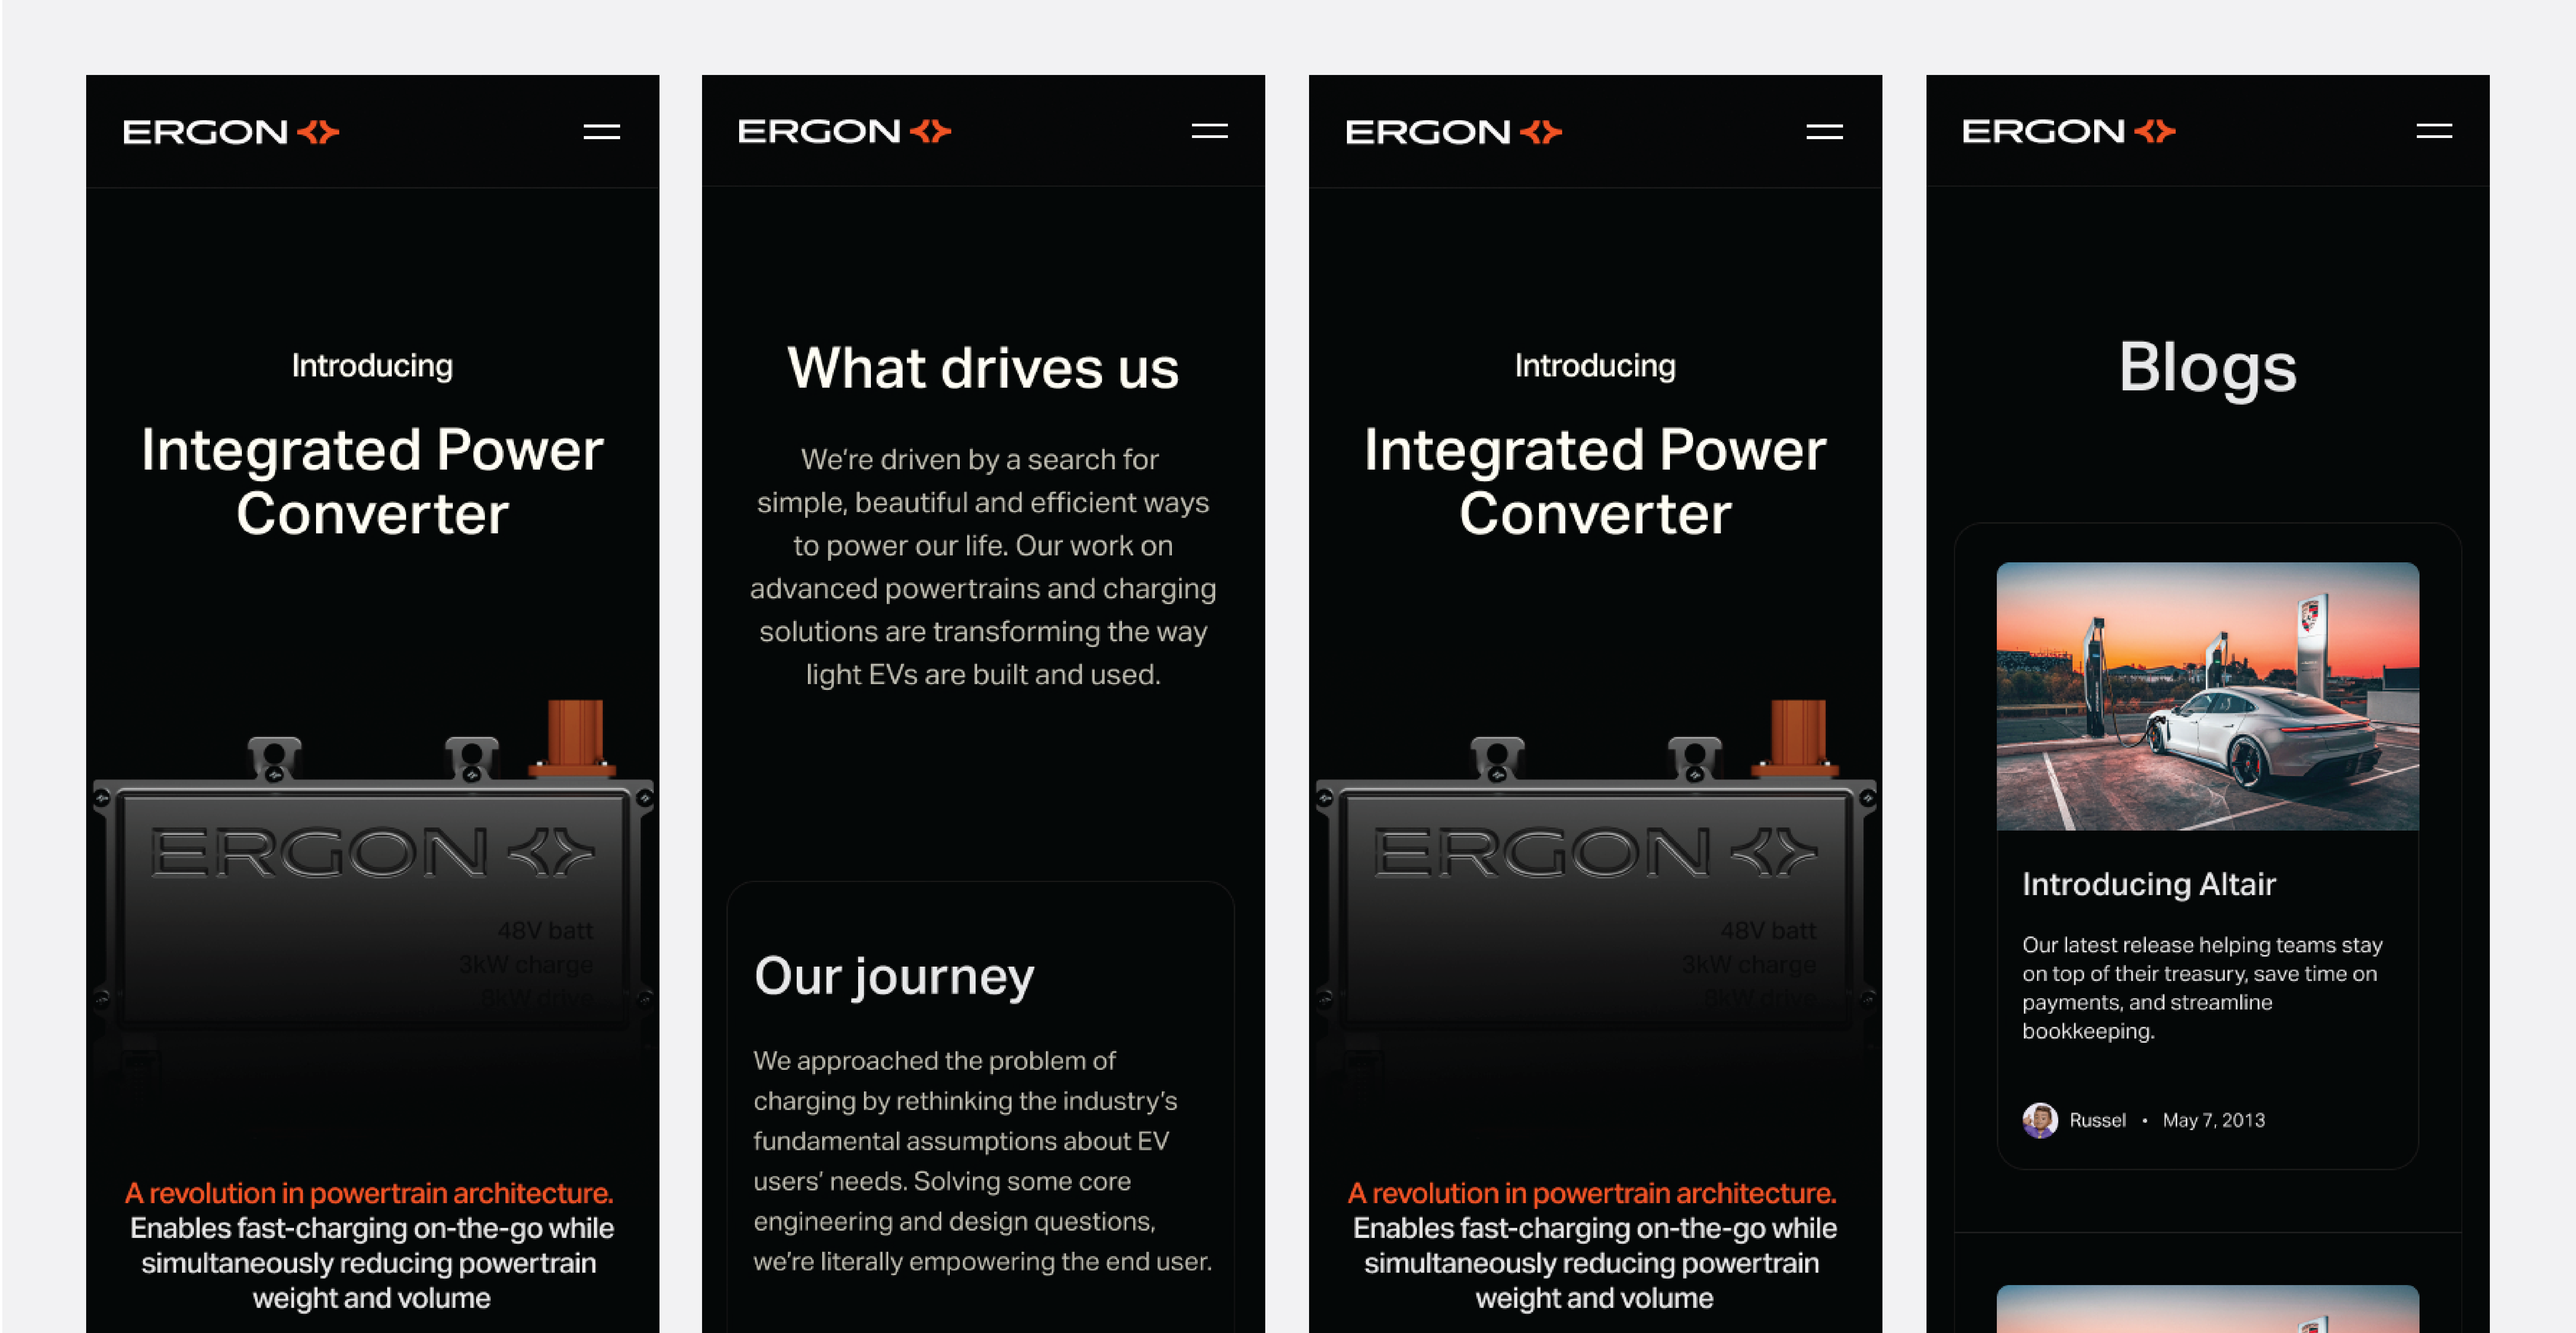 ERGON
Introducing
Integrated Power
Converter
ERGON
48V batt
3kW charge
6kW drive
A revolution in powertrain architecture.
Enables fast-charging on-the-go while
simultaneously reducing powertrain
weight and volume
ERGON
What drives us
We're driven by a search for
simple, beautiful and efficient ways
to power our life. Our work on
advanced powertrains and charging
solutions are transforming the way
light EVs are built and used.
Our journey
We approached the problem of
charging by rethinking the industry's
fundamental assumptions about EV
users' needs. Solving some core
engineering and design questions,
we're literally empowering the end user.
ERGON
Introducing
Integrated Power
Converter
ERGON
48V batt
3kW charge
A revolution in powertrain architecture.
Enables fast-charging on-the-go while
simultaneously reducing powertrain
weight and volume
ERGON
Blogs
Introducing Altair
Our latest release helping teams stay
on top of their treasury, save time on
payments, and streamline
bookkeeping.
Russel • May 7, 2013